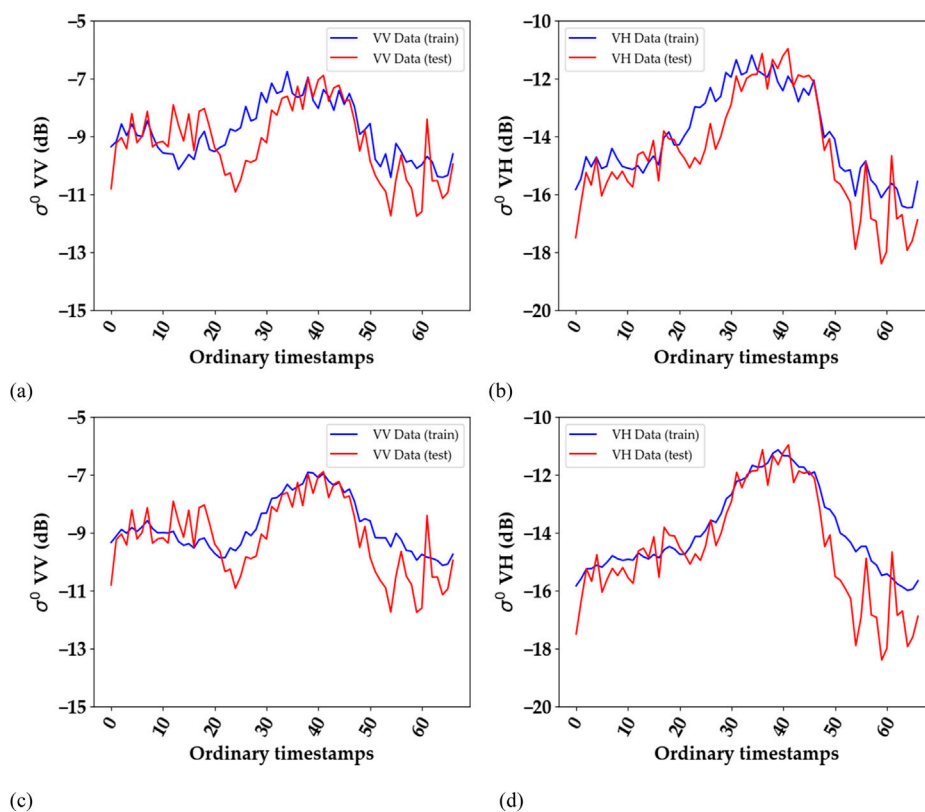 −5
−7
−9
−11
−13
−15
σ⁰ VV (dB)
VV Data (train)
VV Data (test)
0
10
20
30
40
50
60
Ordinary timestamps
(a)
−10
−12
−14
−16
−18
−20
σ⁰ VH (dB)
VH Data (train)
VH Data (test)
0
10
20
30
40
50
60
Ordinary timestamps
(b)
−5
−7
−9
−11
−13
−15
σ⁰ VV (dB)
VV Data (train)
VV Data (test)
0
10
20
30
40
50
60
Ordinary timestamps
(c)
−10
−12
−14
−16
−18
−20
σ⁰ VH (dB)
VH Data (train)
VH Data (test)
0
10
20
30
40
50
60
Ordinary timestamps
(d)